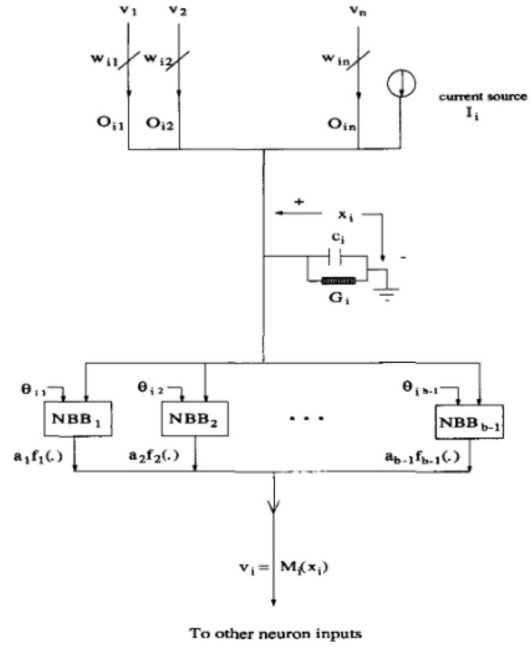 v1 v2 vn
wi1 wi2 win
current source
Ii
Oi1 Oi2 Oin
+ xi -
ci
Gi
θi1 θi2 θib-1
NBB1 NBB2 ... NBBb-1
a1f1(.) a2f2(.) ab-1fb-1(.)
vi= Mi(xi)
To other neuron inputs